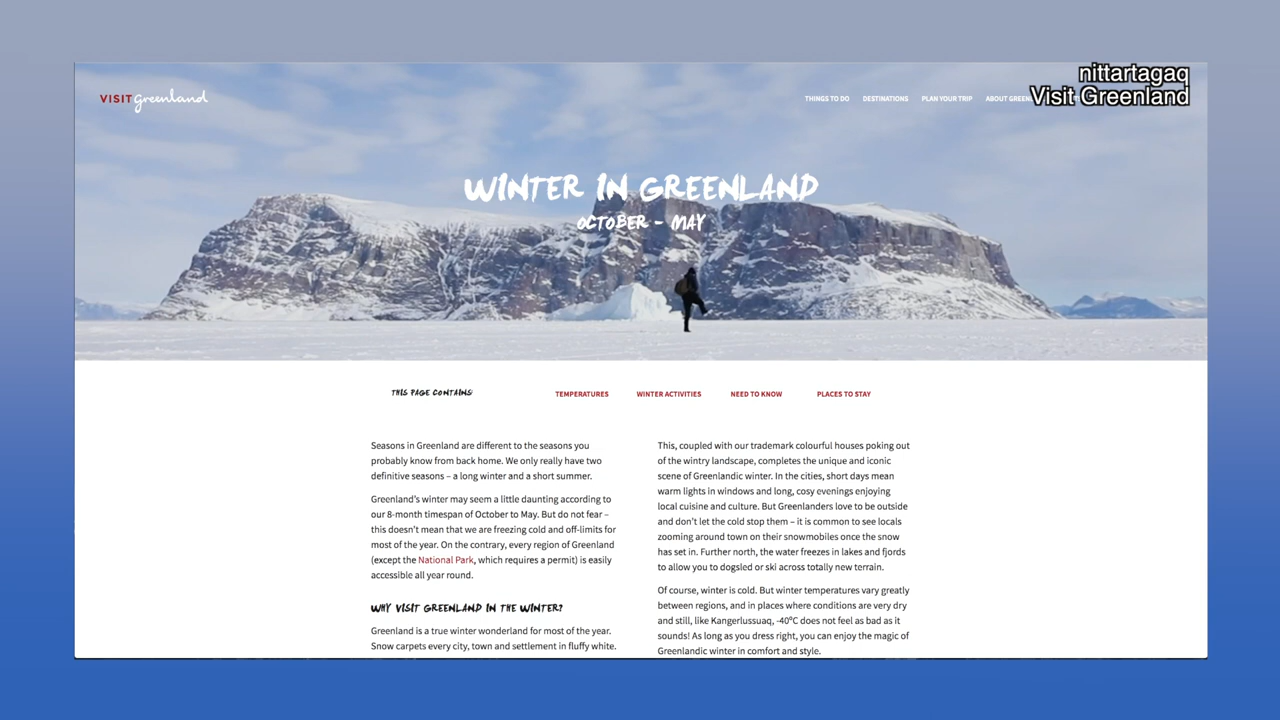 nittartagaq
Visit Greenland
VISIT greenland
THINGS TO DO
DESTINATIONS
PLAN YOUR TRIP
ABOUT
WINTER IN GREENLAND
OCTOBER - MAY
THIS PAGE CONTAINS
TEMPERATURES
WINTER ACTIVITIES
NEED TO KNOW
PLACES TO STAY
Seasons in Greenland are different to the seasons you
probably know from back home. We only really have two
definitive seasons – a long winter and a short summer.
Greenland's winter may seem a little daunting according to
our 8-month timespan of October to May. But do not fear –
this doesn't mean that we are freezing cold and off-limits for
most of the year. On the contrary, every region of Greenland
(except the National Park, which requires a permit) is easily
accessible all year round.
WHY VISIT GREENLAND IN THE WINTER?
Greenland is a true winter wonderland for most of the year.
Snow carpets every city, town and settlement in fluffy white.
This, coupled with our trademark colourful houses poking out
of the wintry landscape, completes the unique and iconic
scene of Greenlandic winter. In the cities, short days mean
warm lights in windows and long, cosy evenings enjoying
local cuisine and culture. But Greenlanders love to be outside
and don't let the cold stop them – it is common to see locals
zooming around town on their snowmobiles once the snow
has set in. Further north, the water freezes in lakes and fjords
to allow you to dogsled or ski across totally new terrain.
Of course, winter is cold. But winter temperatures vary greatly
between regions, and in places where conditions are very dry
and still, like Kangerlussuaq, -40°C does not feel as bad as it
sounds! As long as you dress right, you can enjoy the magic of
Greenlandic winter in comfort and style.